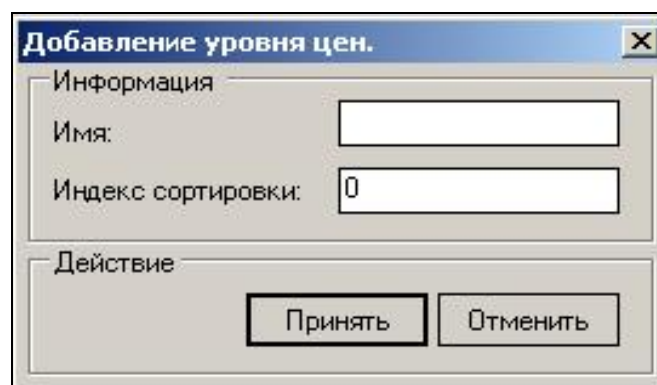 Добавление уровня цен.
Информация
Имя:
Индекс сортировки: 0
Действие
Принять Отменить